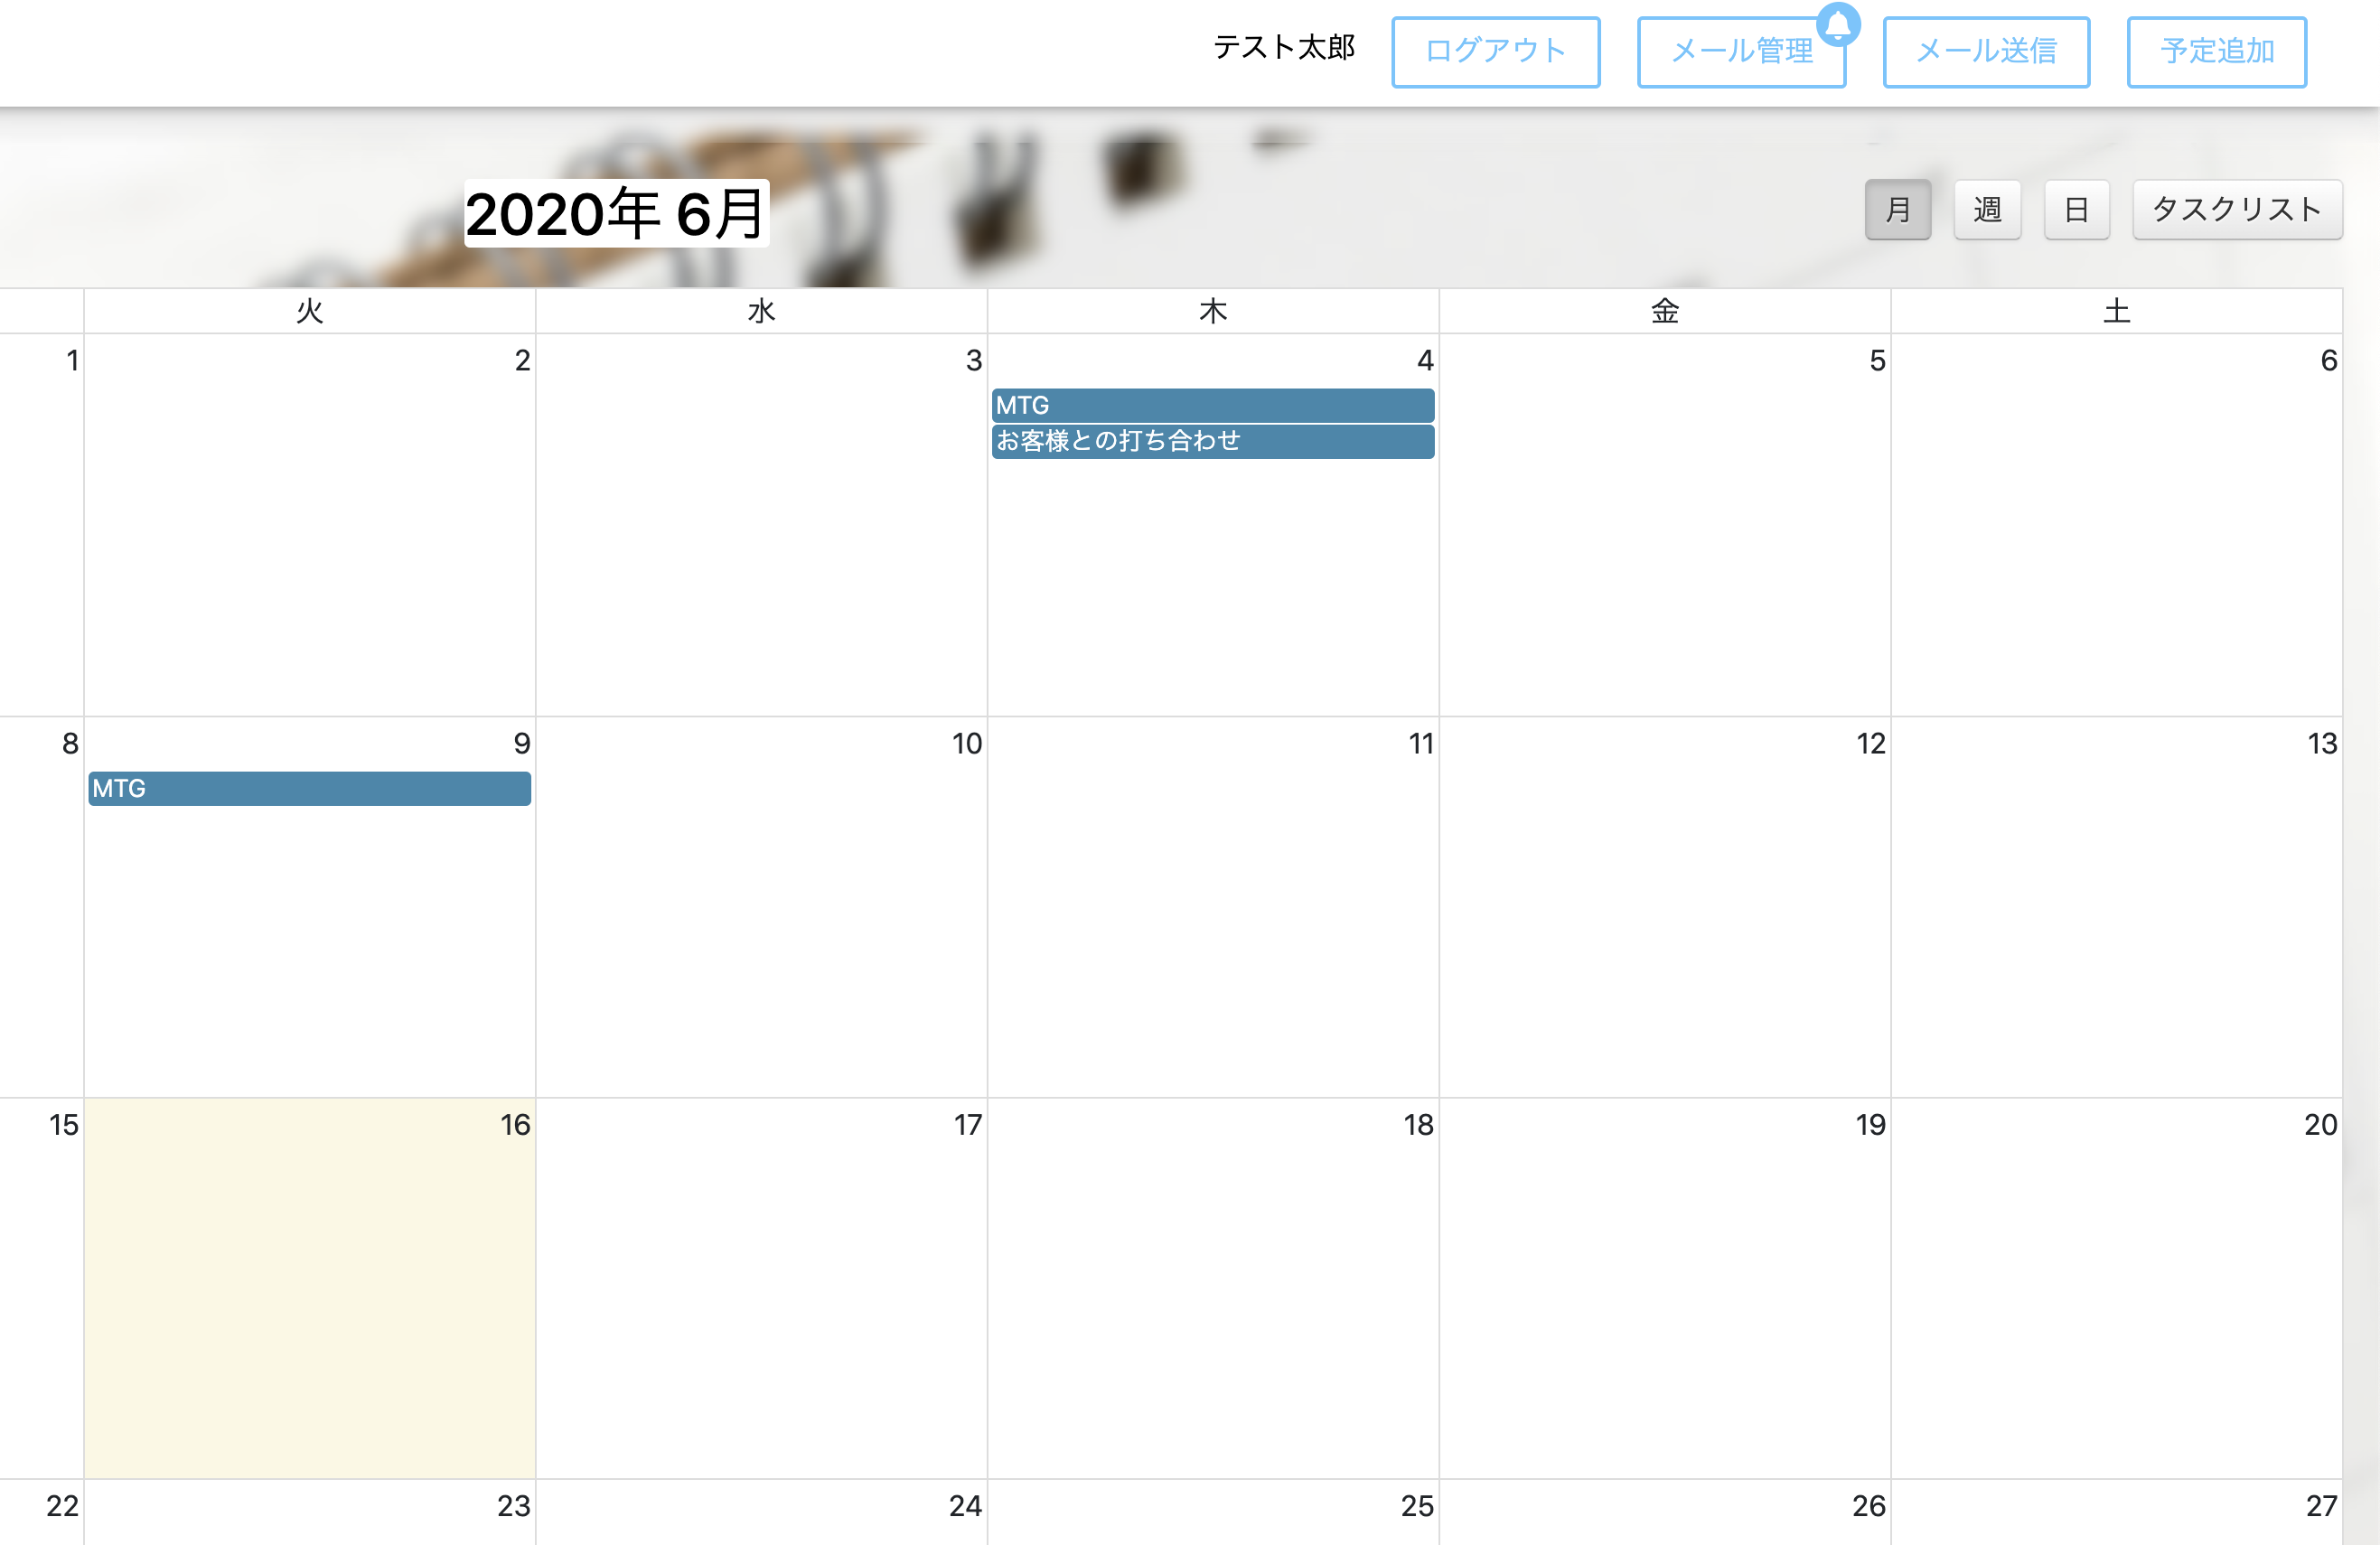 テスト太郎 ログアウト メール管理 メール送信 予定追加
2020年 6月 月 週 日 タスクリスト
火 水 木 金 土
1 2 3 4 5 6
MTG
お客様との打ち合わせ
8 9 10 11 12 13
MTG
15 16 17 18 19 20
22 23 24 25 26 27